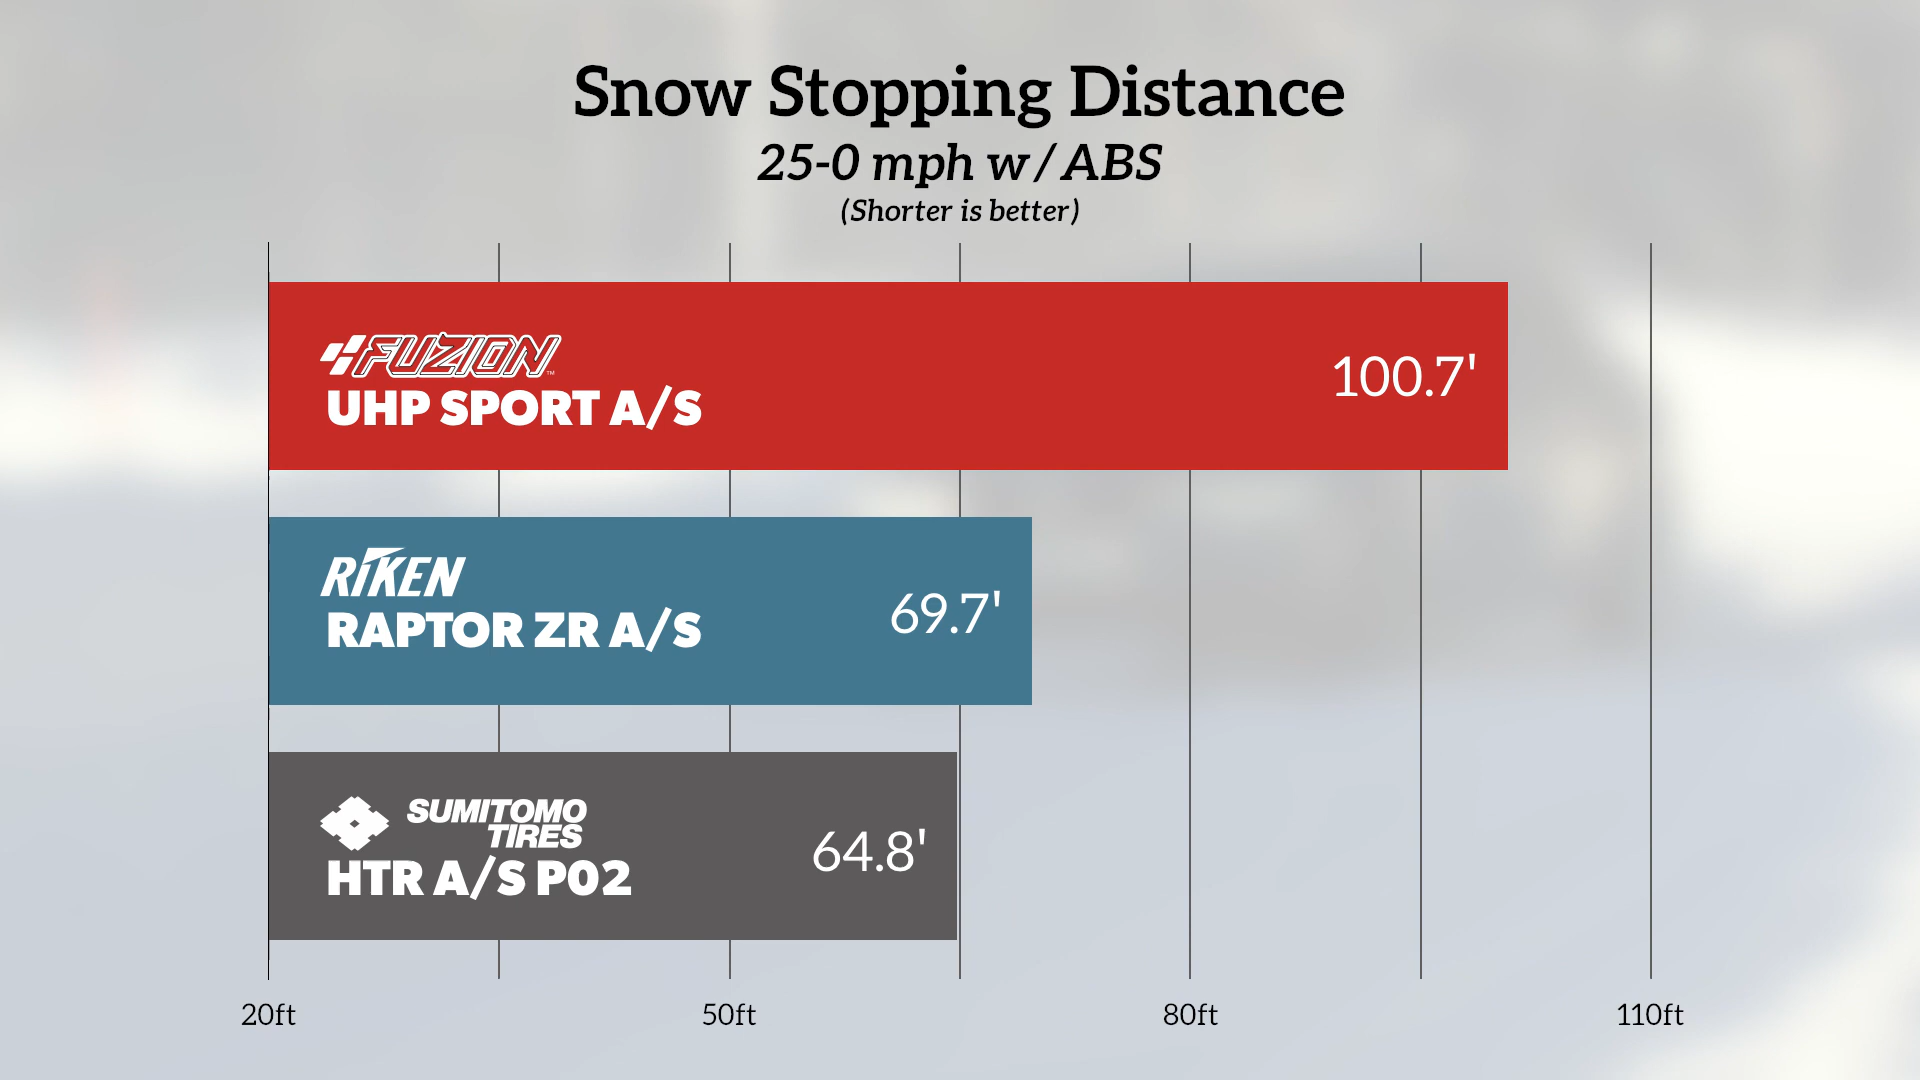 Snow Stopping Distance
25-0 mph w/ABS
(Shorter is better)
FUZION™
UHP SPORT A/S
100.7'
RIKEN
RAPTOR ZR A/S
69.7'
SUMITOMO
TIRES
HTR A/S P02
64.8'
20ft 50ft 80ft 110ft